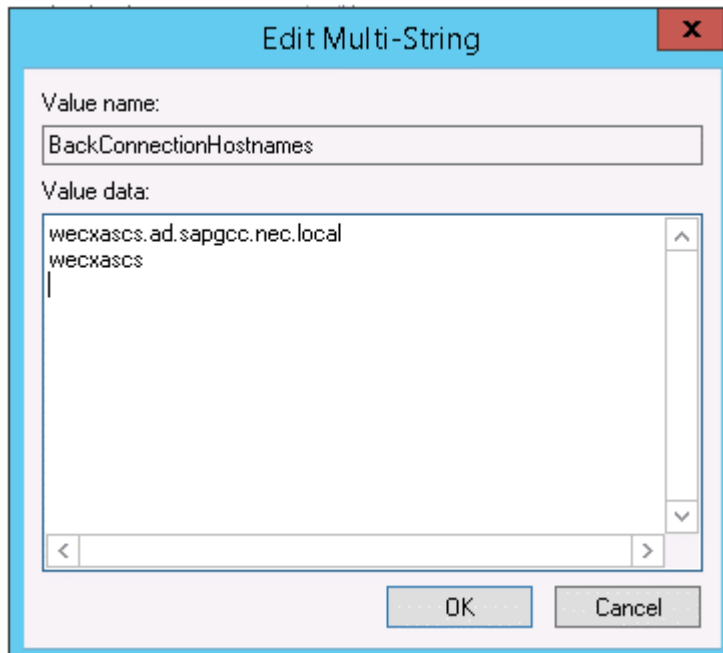 Edit Multi-String
x
Value name:
BackConnectionHostnames
Value data:
wecxascs.ad.sapgcc.nec.local
wecxascs
OK
Cancel